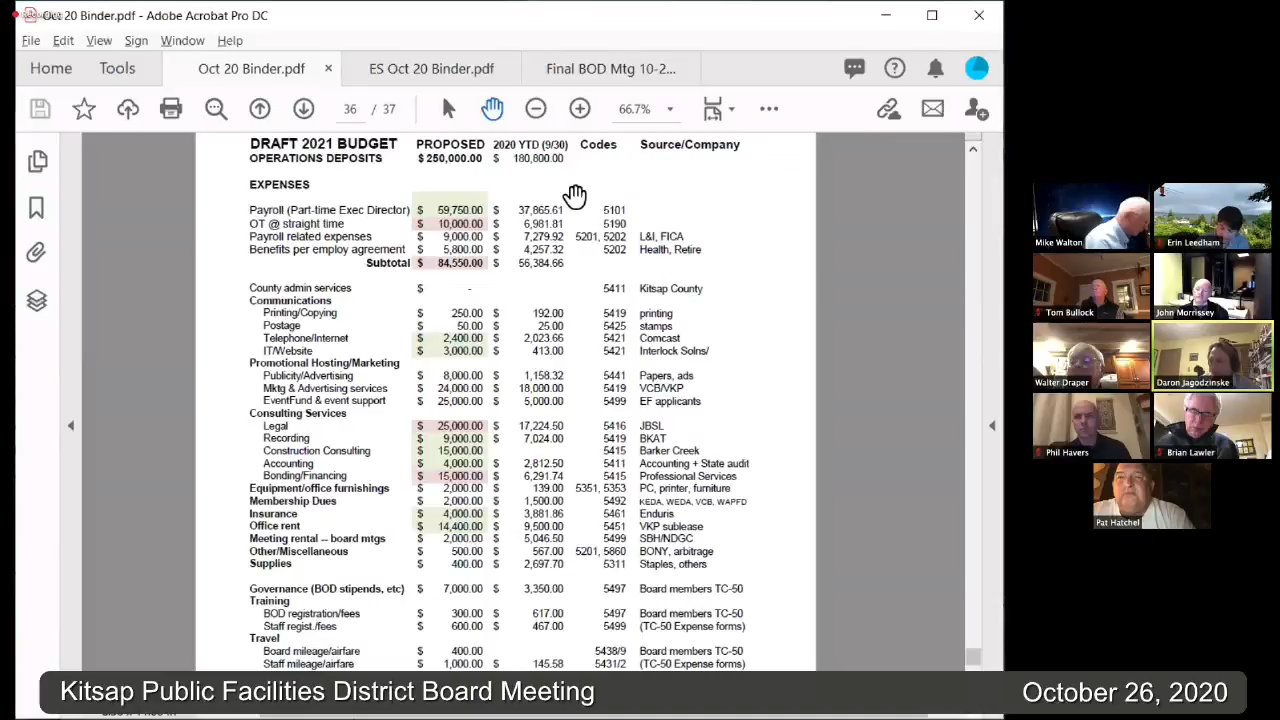 Oct 20 Binder.pdf - Adobe Acrobat Pro DC
File Edit View Sign Window Help
Home Tools Oct 20 Binder.pdf × ES Oct 20 Binder.pdf Final BOD Mtg 10-2...
36 / 37 66.7%
DRAFT 2021 BUDGET PROPOSED 2020 YTD (9/30) Codes Source/Company
OPERATIONS DEPOSITS $ 250,000.00 $ 180,800.00
EXPENSES
Payroll (Part-time Exec Director) $ 59,750.00 $ 37,865.61 5101
OT @ straight time $ 10,000.00 $ 6,981.81 5190
Payroll related expenses $ 9,000.00 $ 7,279.92 5201, 5202 L&I, FICA
Benefits per employ agreement $ 5,800.00 $ 4,257.32 5202 Health, Retire
Subtotal $ 84,550.00 $ 56,384.66
County admin services $ - 5411 Kitsap County
Communications
Printing/Copying $ 250.00 $ 192.00 5419 printing
Postage $ 50.00 $ 25.00 5425 stamps
Telephone/Internet $ 2,400.00 $ 2,023.66 5421 Comcast
IT/Website $ 3,000.00 $ 413.00 5421 Interlock Solns/
Promotional Hosting/Marketing
Publicity/Advertising $ 8,000.00 $ 1,158.32 5441 Papers, ads
Mktg & Advertising services $ 24,000.00 $ 18,000.00 5419 VCB/VKP
EventFund & event support $ 25,000.00 $ 5,000.00 5499 EF applicants
Consulting Services
Legal $ 25,000.00 $ 17,224.50 5416 JBSL
Recording $ 9,000.00 $ 7,024.00 5419 BKAT
Construction Consulting $ 15,000.00 5415 Barker Creek
Accounting $ 4,000.00 $ 2,812.50 5411 Accounting + State audit
Bonding/Financing $ 15,000.00 $ 6,291.74 5415 Professional Services
Equipment/office furnishings $ 2,000.00 $ 139.00 5351, 5353 PC, printer, furniture
Membership Dues $ 2,000.00 $ 1,500.00 5492 KEDA, WEDA, VCB, WAPFD
Insurance $ 4,000.00 $ 3,881.86 5461 Enduris
Office rent $ 14,400.00 $ 9,500.00 5451 VKP sublease
Meeting rental -- board mtgs $ 2,000.00 $ 5,046.50 5499 SBH/NDGC
Other/Miscellaneous $ 500.00 $ 567.00 5201, 5860 BONY, arbitrage
Supplies $ 400.00 $ 2,697.70 5311 Staples, others
Governance (BOD stipends, etc) $ 7,000.00 $ 3,350.00 5497 Board members TC-50
Training
BOD registration/fees $ 300.00 $ 617.00 5497 Board members TC-50
Staff regist./fees $ 600.00 $ 467.00 5499 (TC-50 Expense forms)
Travel
Board mileage/airfare $ 400.00 5438/9 Board members TC-50
Staff mileage/airfare $ 1,000.00 $ 145.58 5431/2 (TC-50 Expense forms)
Mike Walton Erin Leedham
Tom Bullock John Morrissey
Walter Draper Daron Jagodzinske
Phil Havers Brian Lawler
Pat Hatchel
Kitsap Public Facilities District Board Meeting October 26, 2020